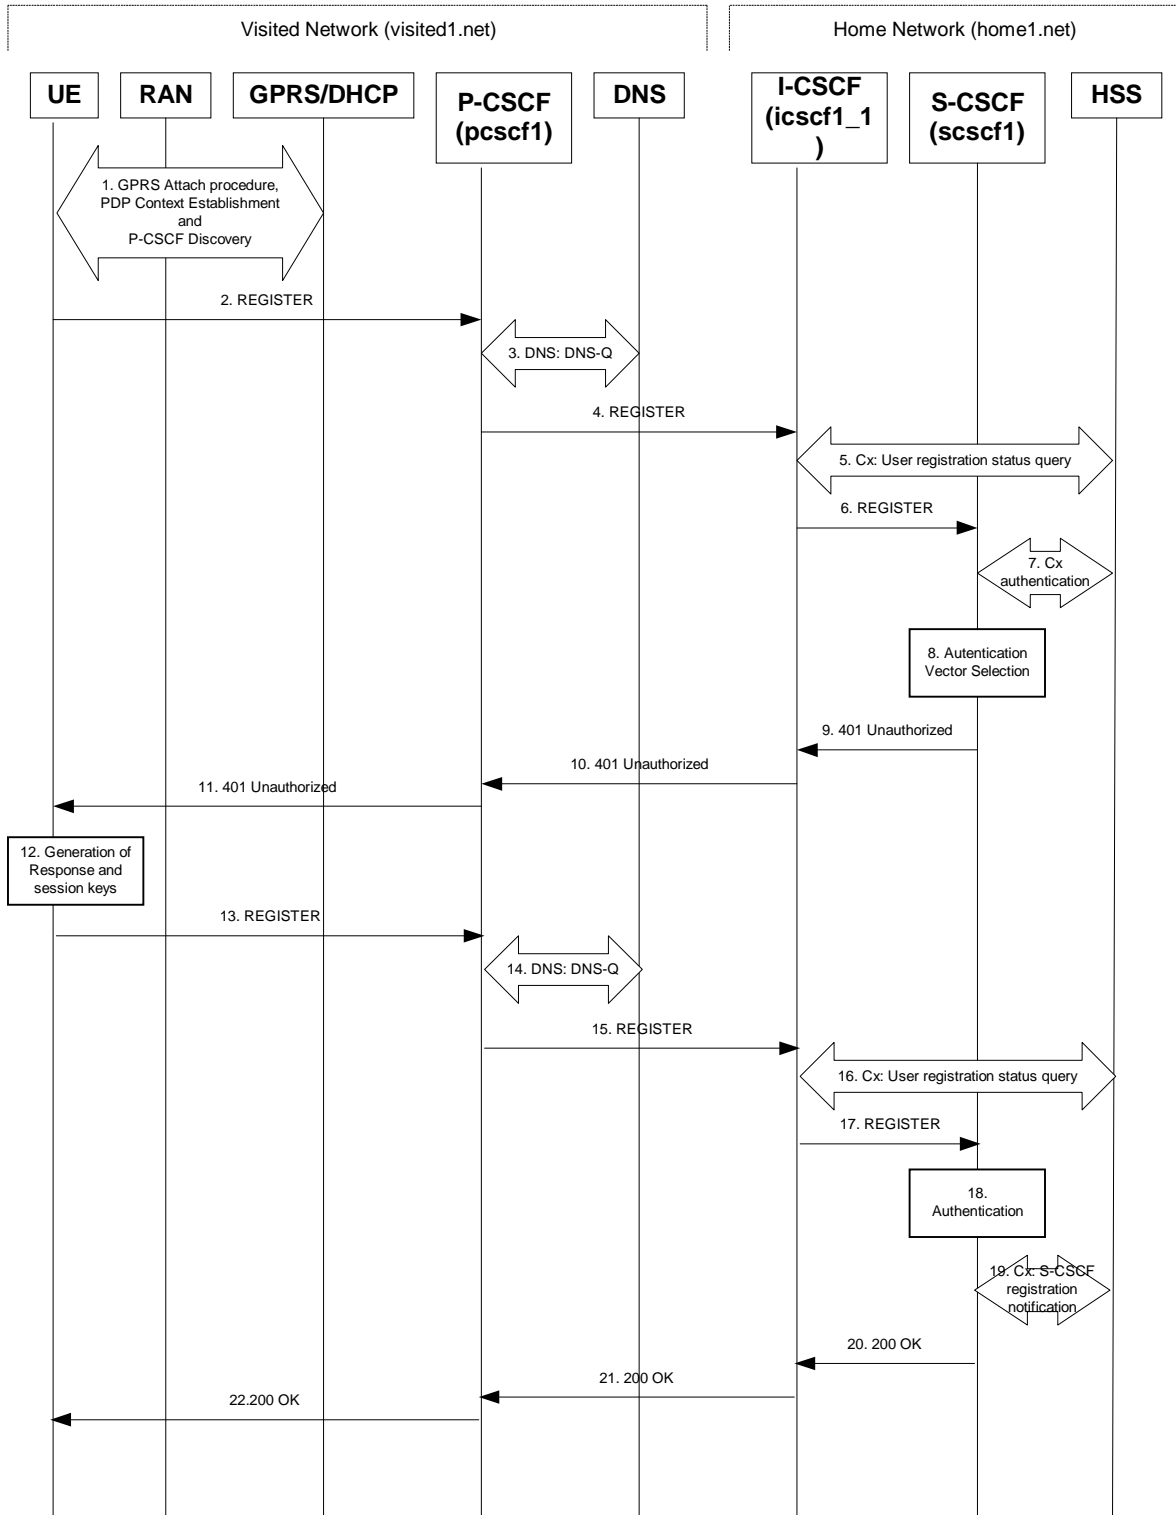 Visited Network (visited1.net)
Home Network (home1.net)
UE
RAN
GPRS/DHCP
P-CSCF
(pcscf1)
DNS
I-CSCF
(icscf1_1
)
S-CSCF
(scscf1)
HSS
1. GPRS Attach procedure,
PDP Context Establishment
and
P-CSCF Discovery
2. REGISTER
3. DNS: DNS-Q
4. REGISTER
5. Cx: User registration status query
6. REGISTER
7. Cx
authentication
8. Autentication
Vector Selection
9. 401 Unauthorized
10. 401 Unauthorized
11. 401 Unauthorized
12. Generation of
Response and
session keys
13. REGISTER
14. DNS: DNS-Q
15. REGISTER
16. Cx: User registration status query
17. REGISTER
18.
Authentication
19. Cx: S-CSCF
registration
notification
20. 200 OK
21. 200 OK
22.200 OK